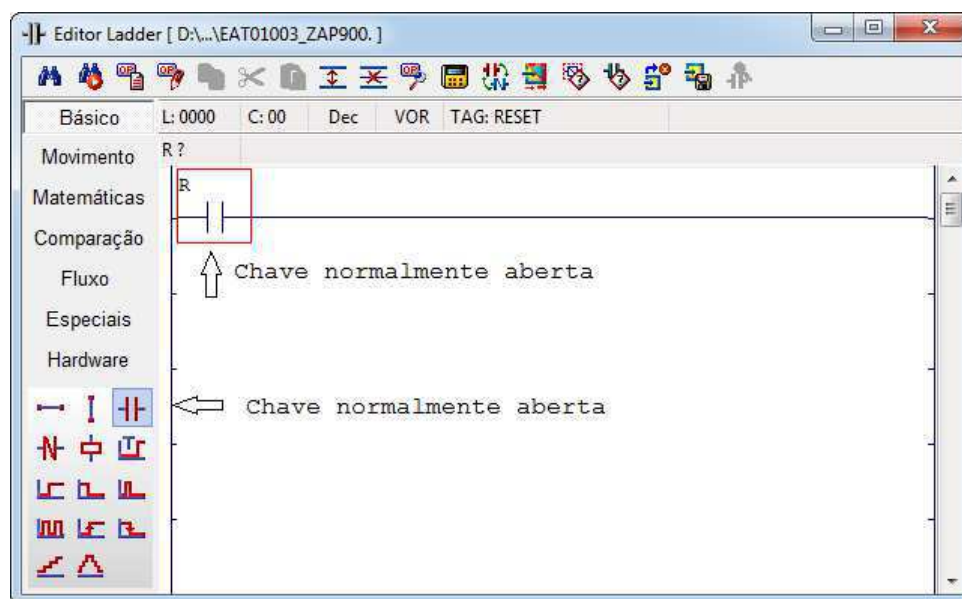 Editor Ladder [ D:\...\EAT01003_ZAP900. ]
Básico L: 0000 C: 00 Dec VOR TAG: RESET
R ?
Movimento
Matemáticas
Comparação
Fluxo
Especiais
Hardware
R
Chave normalmente aberta
Chave normalmente aberta